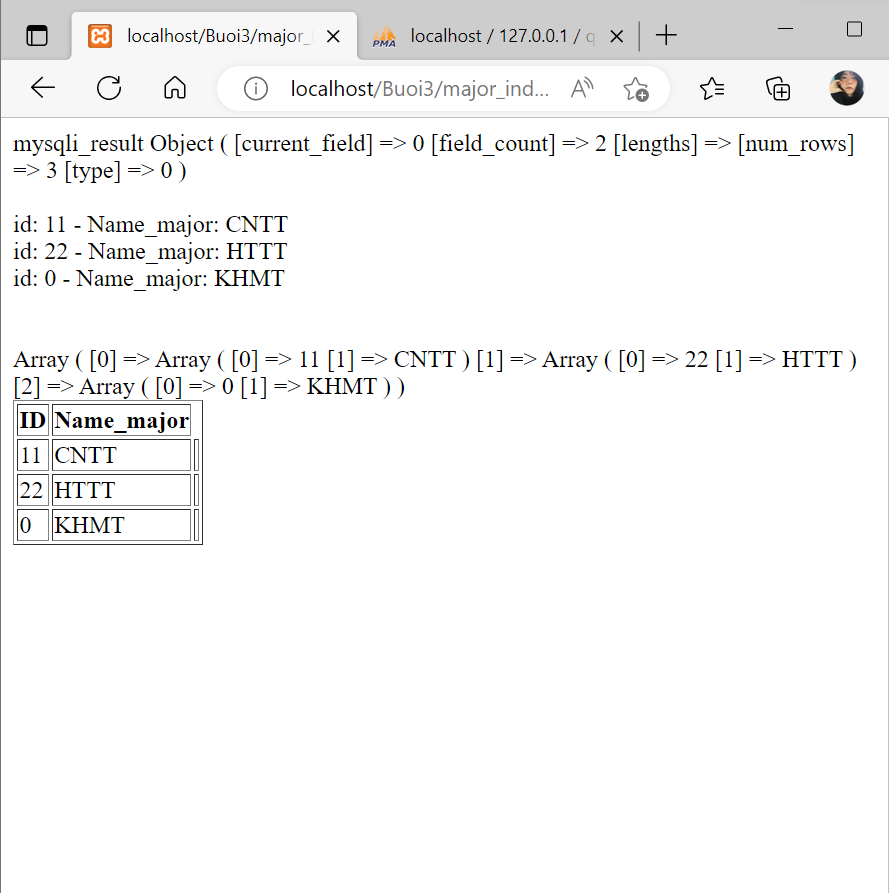 localhost/Buoi3/major_i
PMA
localhost / 127.0.0.1 / q
localhost/Buoi3/major_ind...
mysqli_result Object ( [current_field] => 0 [field_count] => 2 [lengths] => [num_rows]
=> 3 [type] => 0 )
id: 11 - Name_major: CNTT
id: 22 - Name_major: HTTT
id: 0 - Name_major: KHMT
Array ( [0] => Array ( [0] => 11 [1] => CNTT ) [1] => Array ( [0] => 22 [1] => HTTT )
[2] => Array ( [0] => 0 [1] => KHMT ) )
ID Name_major
11 CNTT
22 HTTT
0 KHMT